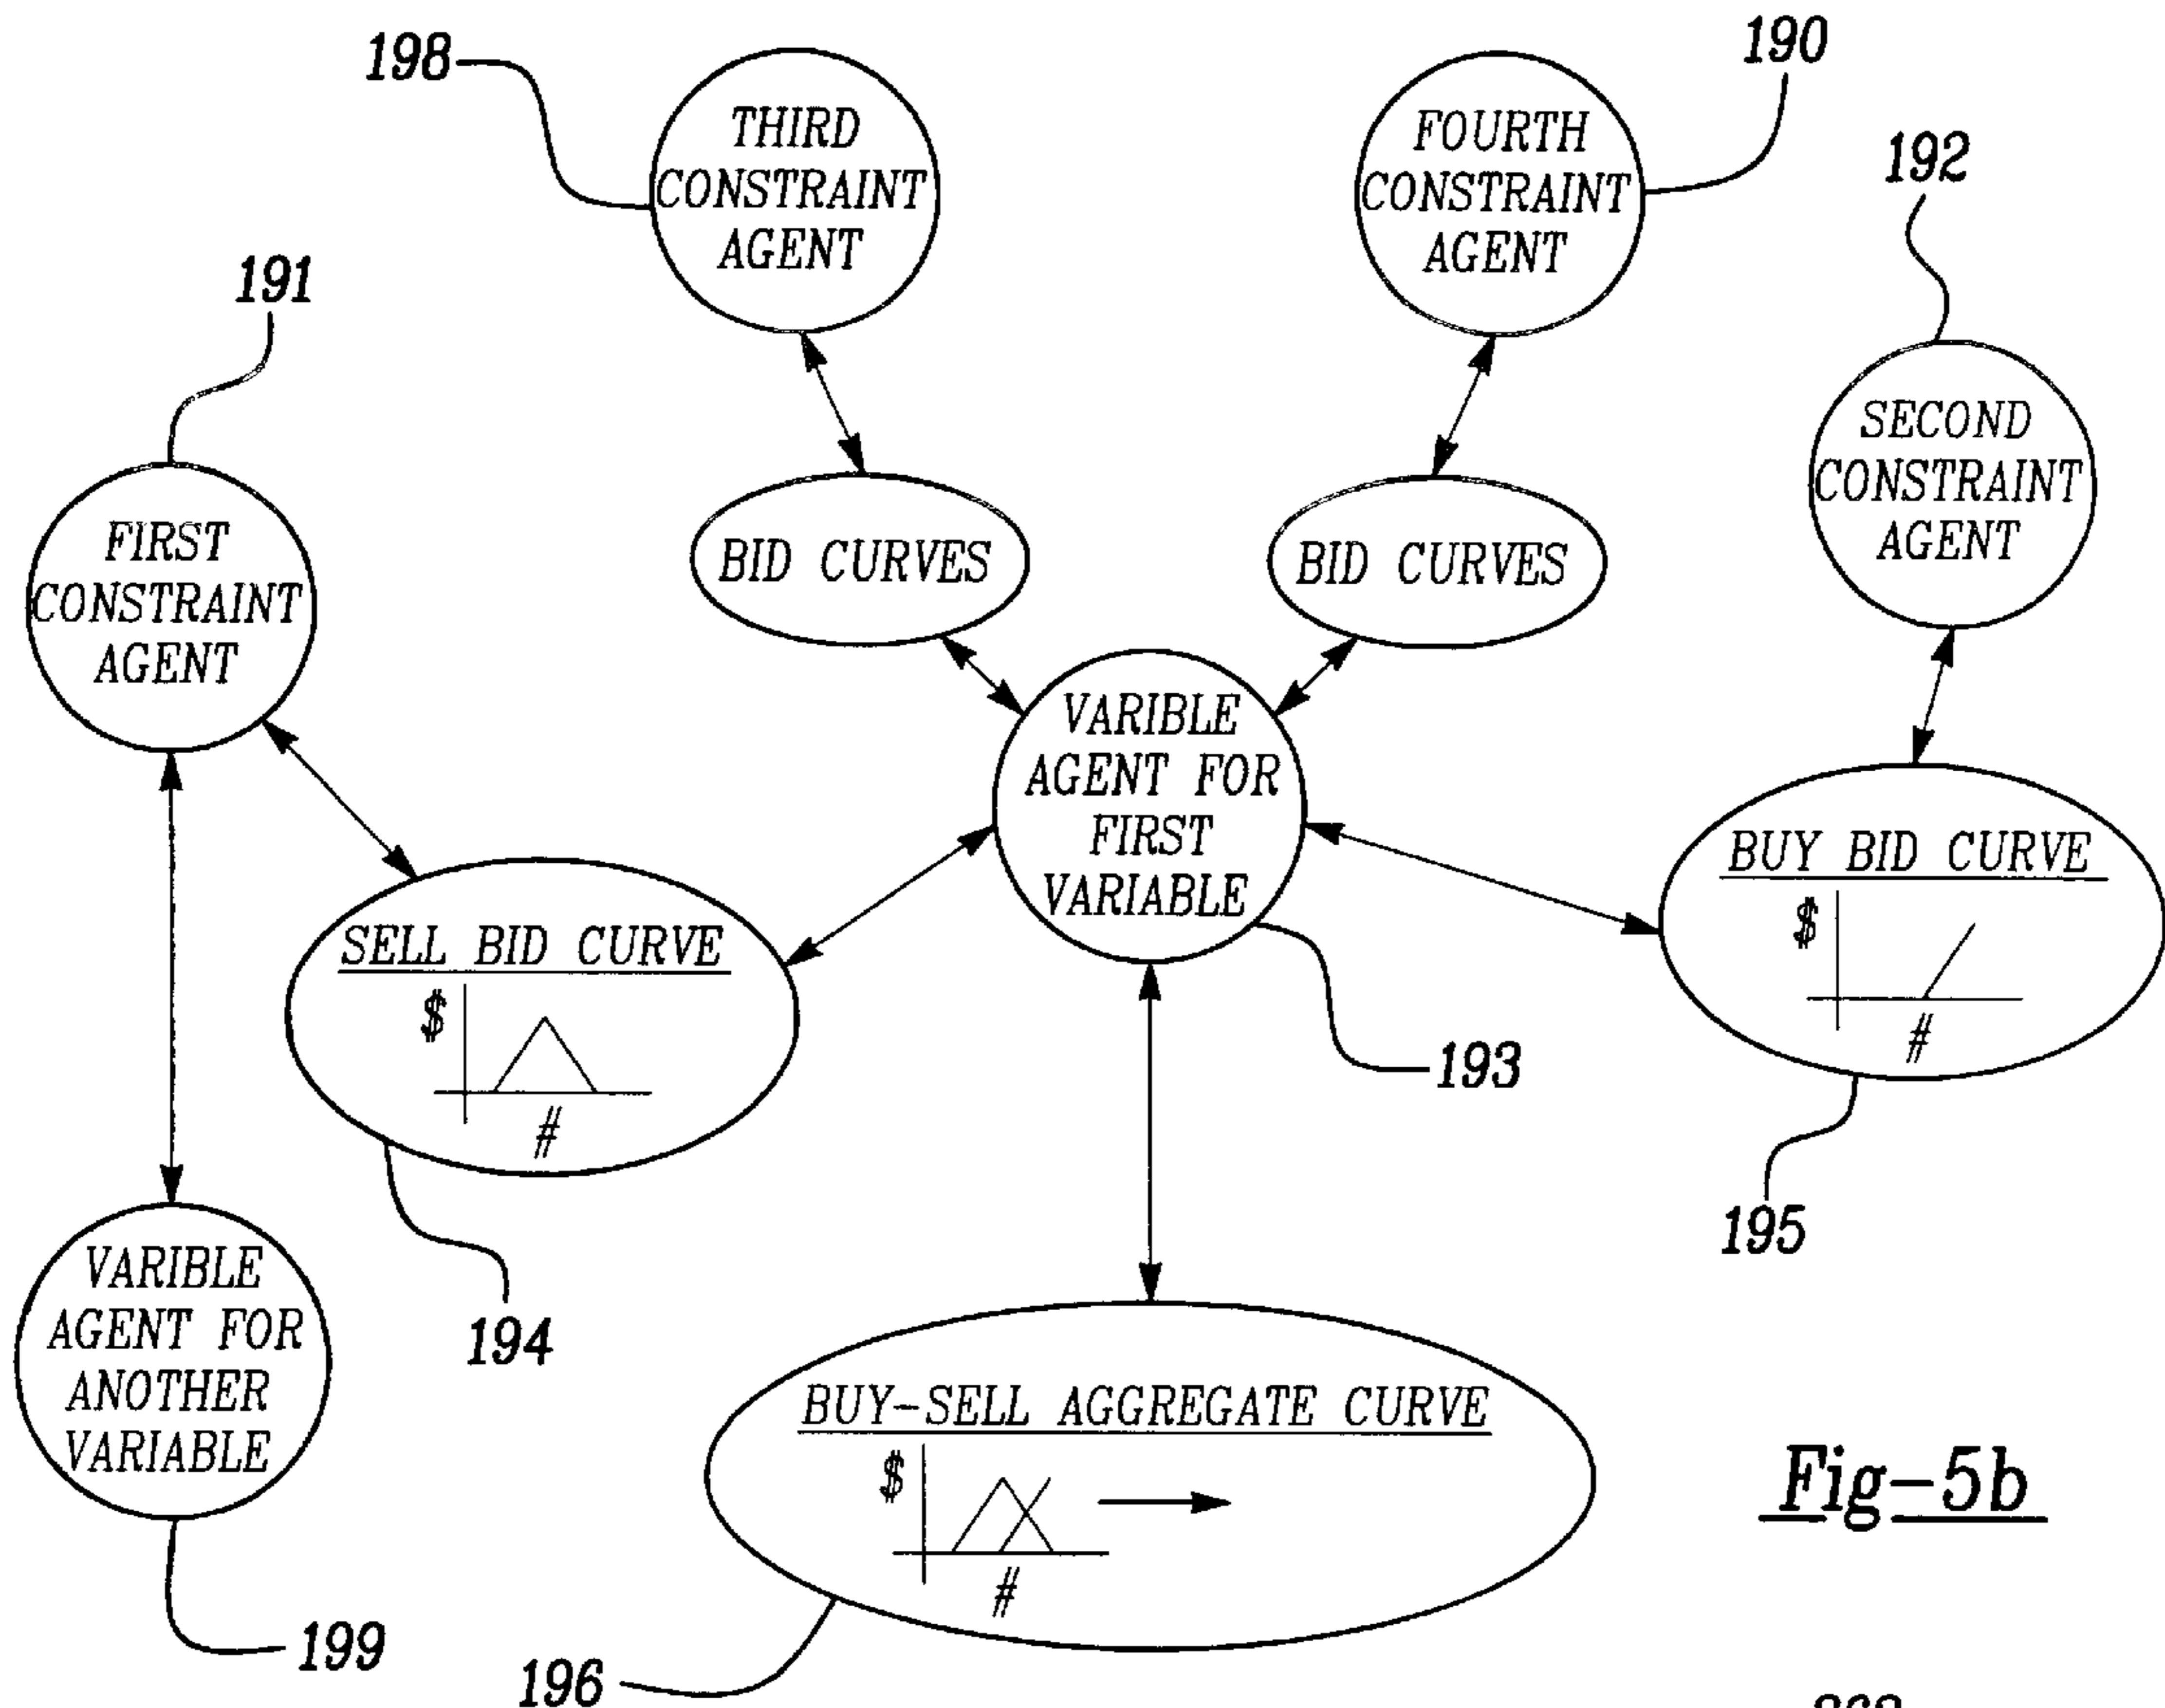 198
190
THIRD
CONSTRAINT
AGENT
FOURTH
CONSTRAINT
AGENT
192
191
SECOND
CONSTRAINT
AGENT
FIRST
CONSTRAINT
AGENT
BID CURVES
BID CURVES
VARIBLE
AGENT FOR
FIRST
VARIABLE
BUY BID CURVE
$
#
SELL BID CURVE
$
#
193
195
VARIBLE
AGENT FOR
ANOTHER
VARIABLE
194
BUY-SELL AGGREGATE CURVE
$
#
Fig-5b
199
196